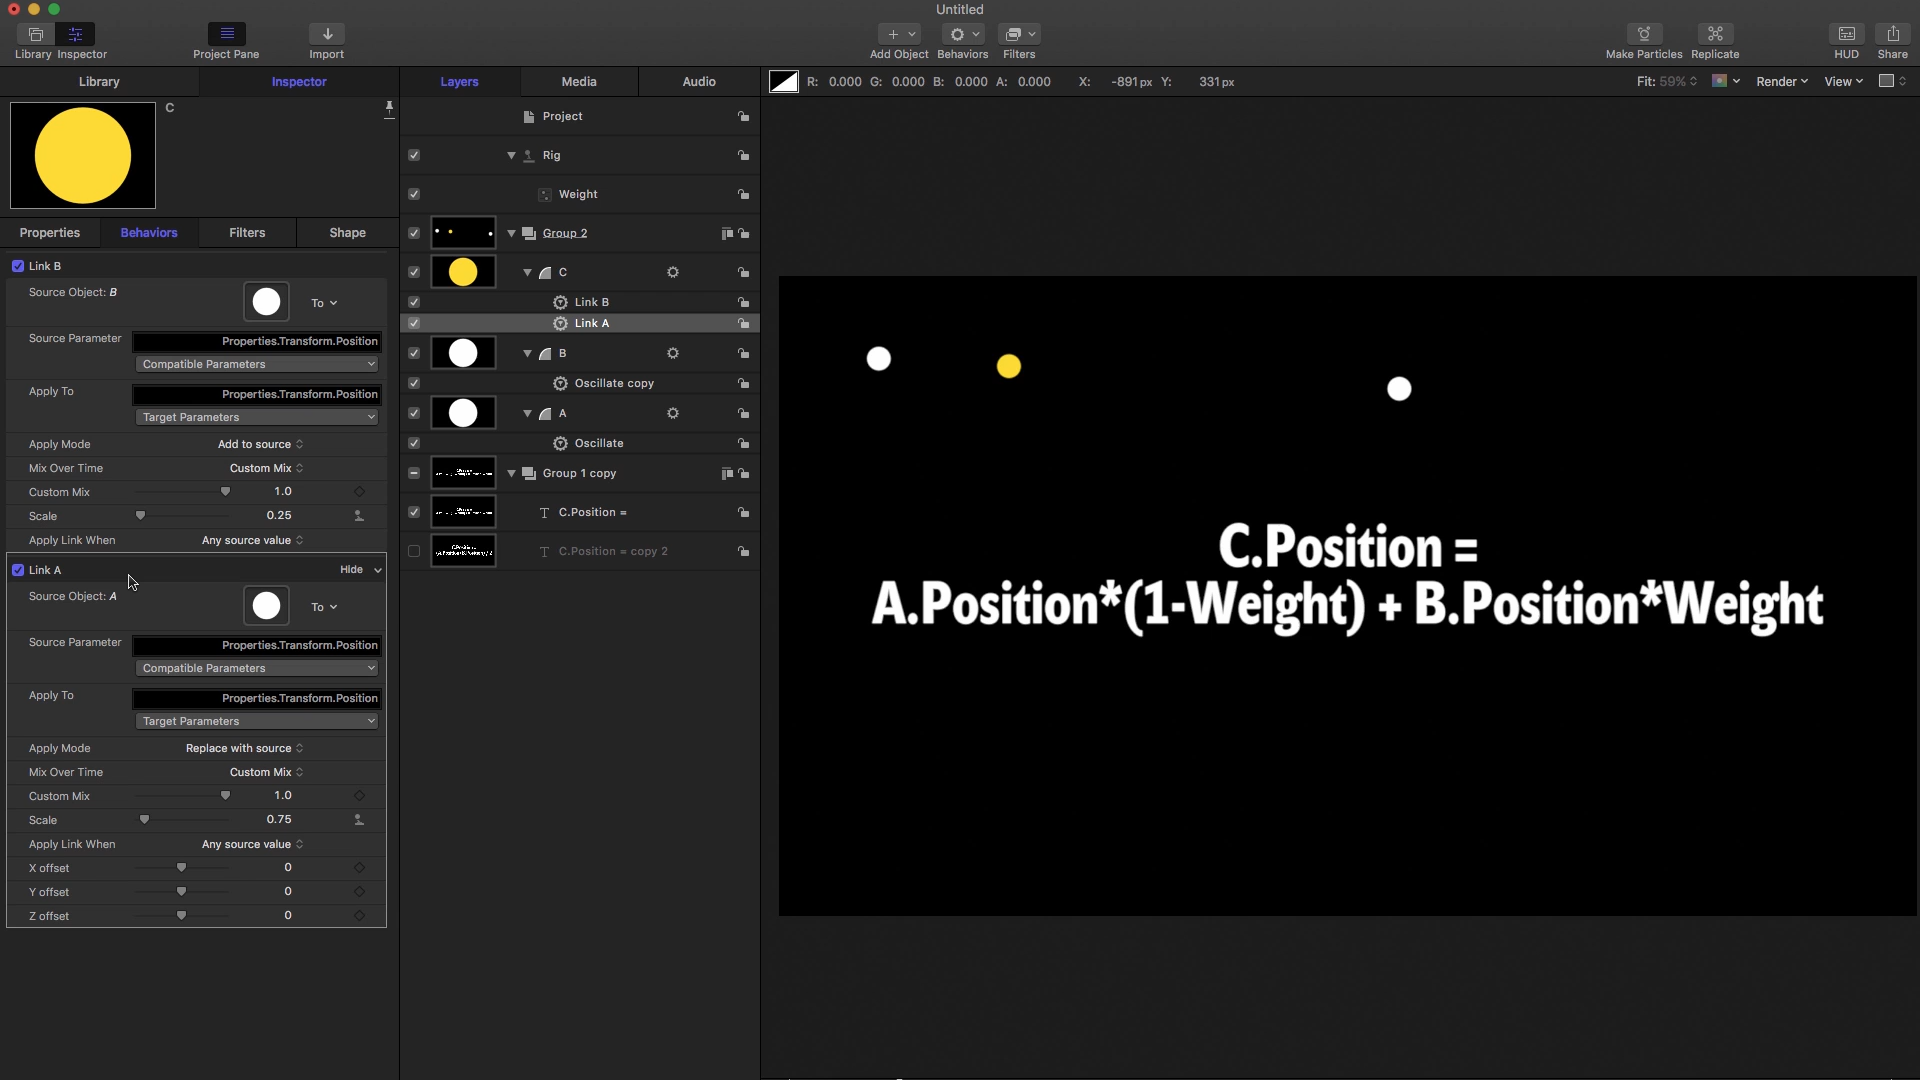 Untitled
Library Inspector
Project Pane
Import
Add Object
Behaviors
Filters
Make Particles
Replicate
HUD
Share
Library
Inspector
Layers
Media
Audio
R: 0.000 G: 0.000 B: 0.000 A: 0.000 X: -891 px Y: 331 px
Fit: 59%
Render
View
C
Properties
Behaviors
Filters
Shape
Link B
Source Object: B
To
Source Parameter
Properties.Transform.Position
Compatible Parameters
Apply To
Properties.Transform.Position
Target Parameters
Apply Mode Add to source
Mix Over Time Custom Mix
Custom Mix 1.0
Scale 0.25
Apply Link When Any source value
Link A
Hide
Source Object: A
To
Source Parameter
Properties.Transform.Position
Compatible Parameters
Apply To
Properties.Transform.Position
Target Parameters
Apply Mode Replace with source
Mix Over Time Custom Mix
Custom Mix 1.0
Scale 0.75
Apply Link When Any source value
X offset 0
Y offset 0
Z offset 0
Project
Rig
Weight
Group 2
C
Link B
Link A
B
Oscillate copy
A
Oscillate
Group 1 copy
T C.Position =
T C.Position = copy 2
C.Position =
A.Position*(1-Weight) + B.Position*Weight